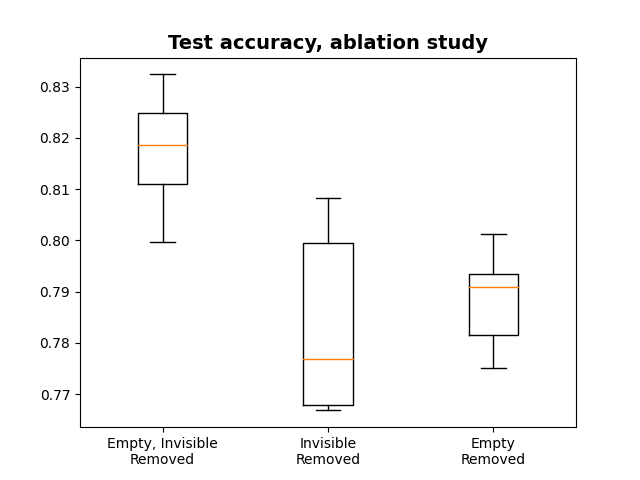 Test accuracy, ablation study
0.83
0.82
0.81
0.80
0.79
0.78
0.77
Empty, Invisible
Removed
Invisible
Removed
Empty
Removed